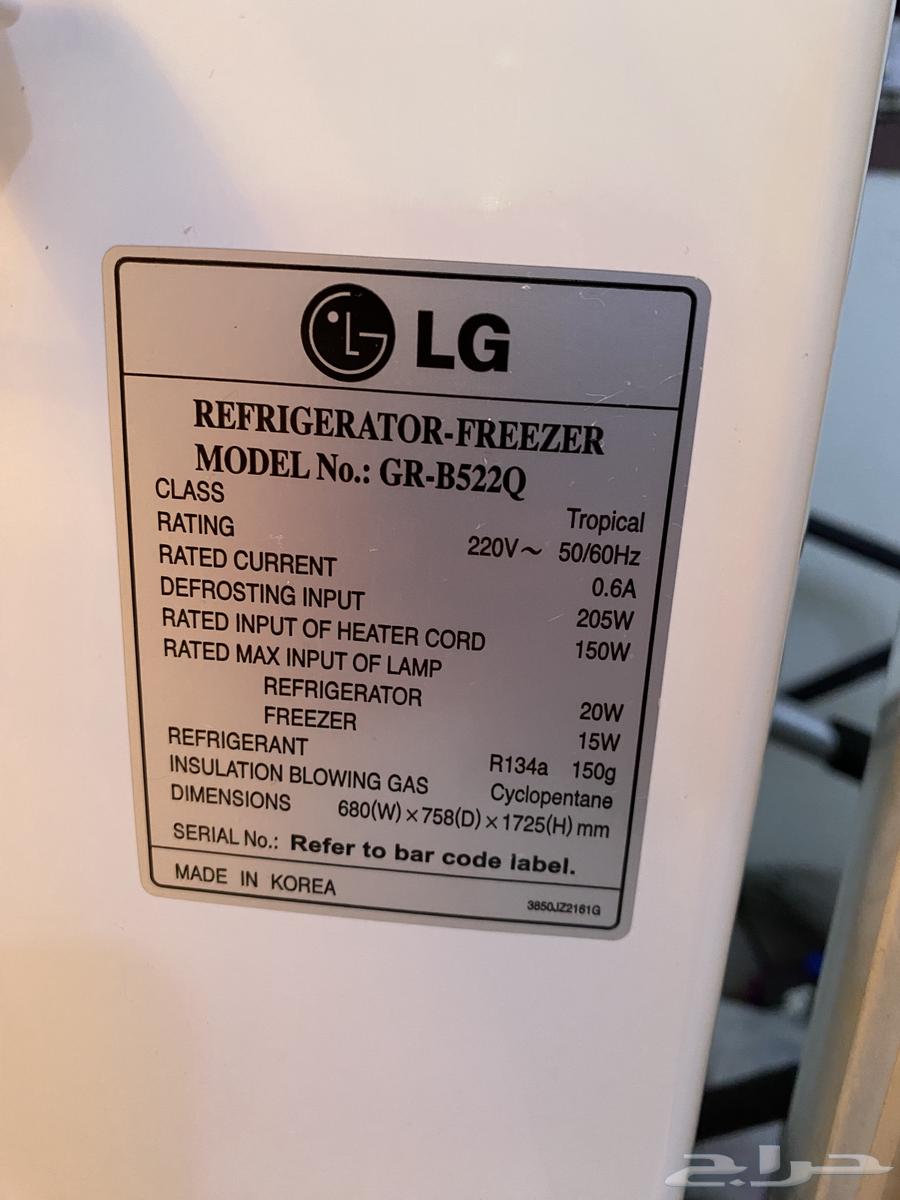 LG
REFRIGERATOR-FREEZER
MODEL No.: GR-B522Q
CLASS Tropical
RATING 220V~ 50/60Hz
RATED CURRENT 0.6A
DEFROSTING INPUT 205W
RATED INPUT OF HEATER CORD 150W
RATED MAX INPUT OF LAMP
REFRIGERATOR 20W
FREEZER 15W
REFRIGERANT R134a 150g
INSULATION BLOWING GAS Cyclopentane
DIMENSIONS 680(W)×758(D)×1725(H) mm
SERIAL No.: Refer to bar code label.
MADE IN KOREA 3850JZ2161G
حراج